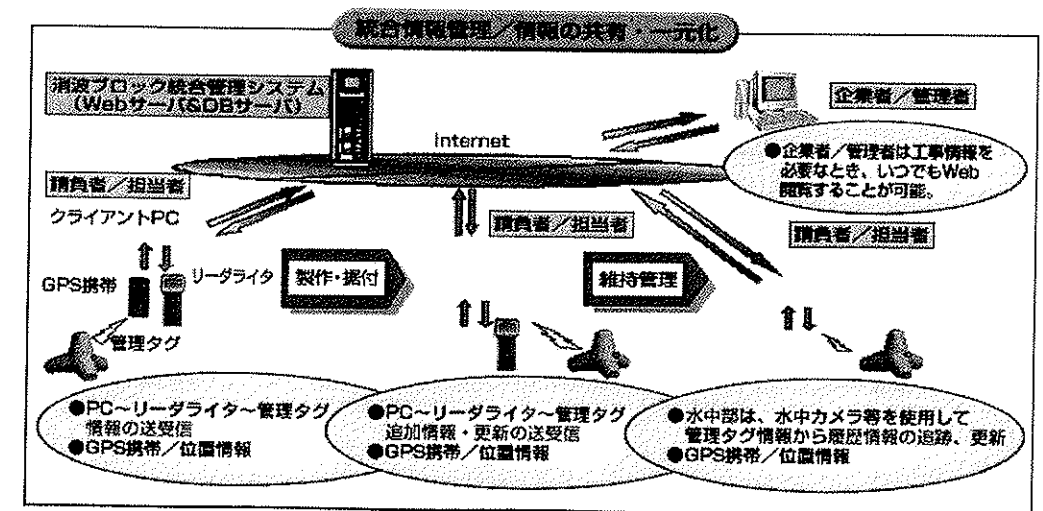 統合情報管理／情報の共有・一元化
消波ブロック統合管理システム
（Webサーバ&DBサーバ）
企業者／管理者
Internet
●企業者／管理者は工事情報を
必要なとき、いつでもWeb
閲覧することが可能。
請負者／担当者
クライアントPC
請負者／担当者
請負者／担当者
GPS携帯
リーダライタ
製作・据付
維持管理
管理タグ
●PC～リーダライタ～管理タグ
情報の送受信
●GPS携帯／位置情報
●PC～リーダライタ～管理タグ
追加情報・更新の送受信
●GPS携帯／位置情報
●水中部は、水中カメラ等を使用して
管理タグ情報から履歴情報の追跡、更新
●GPS携帯／位置情報